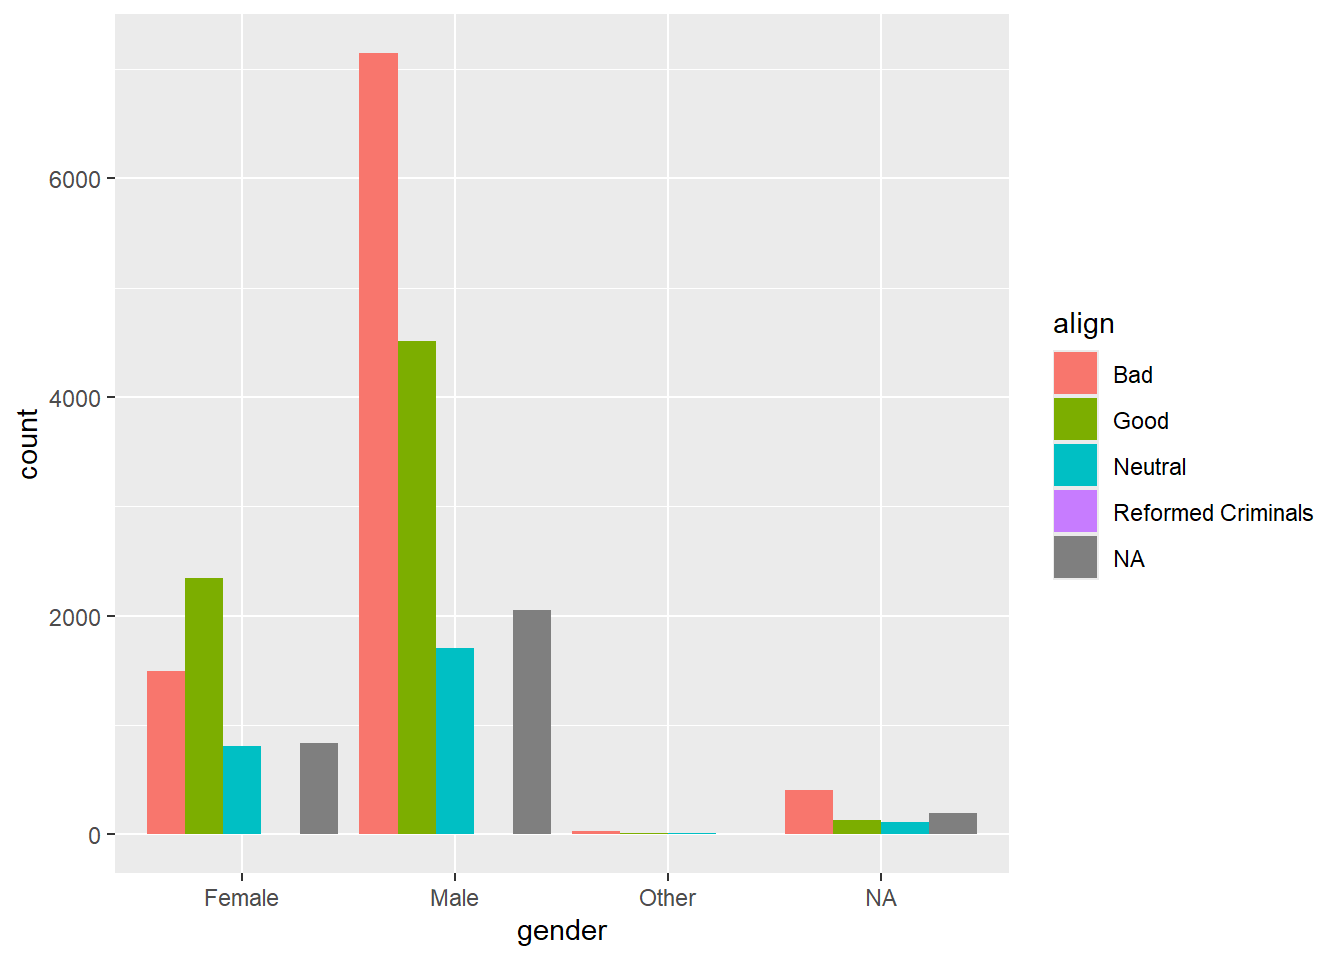 6000
4000
2000
0
count
Female
Male
Other
NA
gender
align
Bad
Good
Neutral
Reformed Criminals
NA